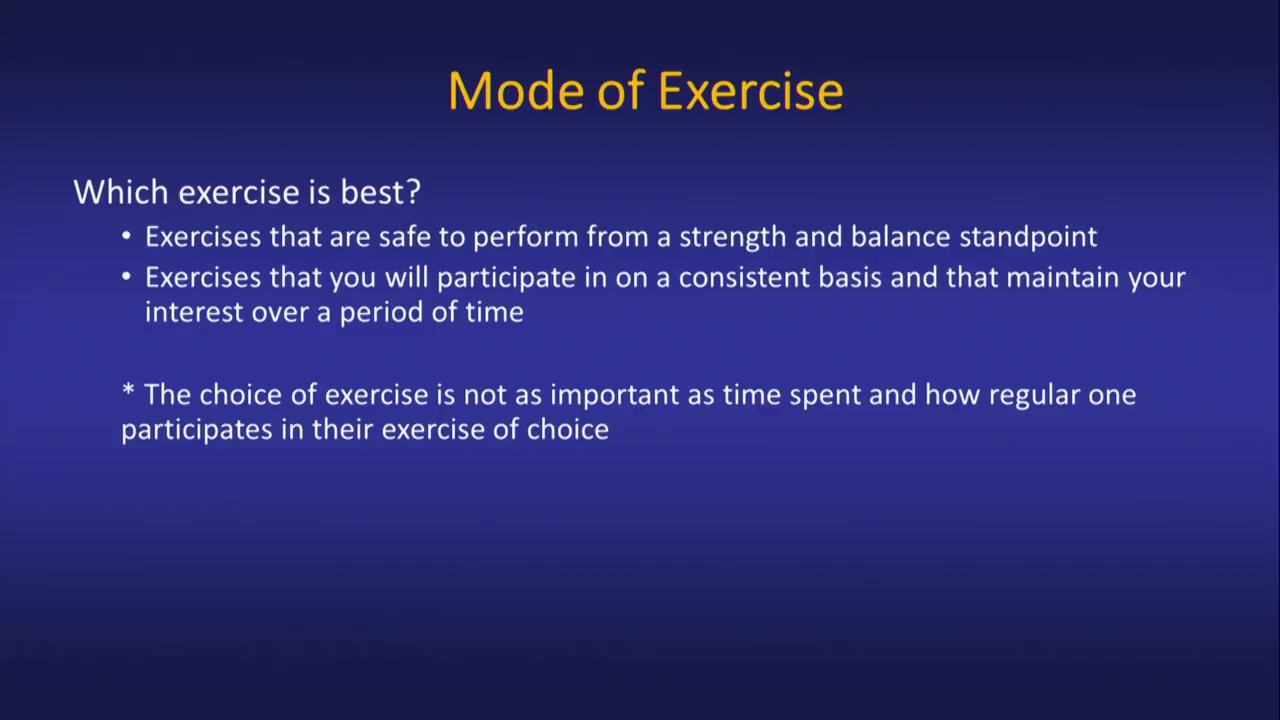 Mode of Exercise
Which exercise is best?
• Exercises that are safe to perform from a strength and balance standpoint
• Exercises that you will participate in on a consistent basis and that maintain your
interest over a period of time
* The choice of exercise is not as important as time spent and how regular one
participates in their exercise of choice